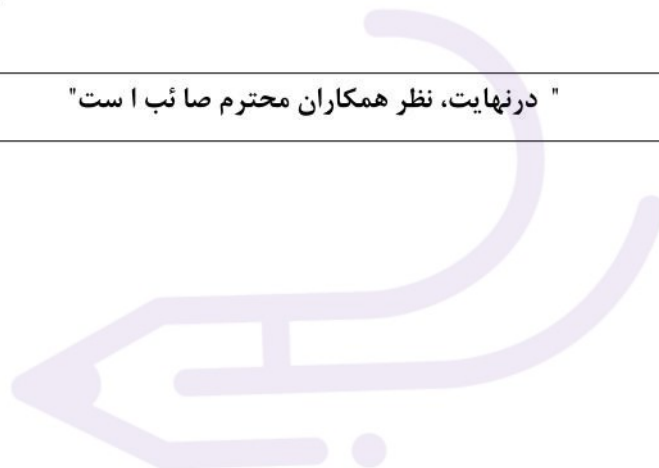 " درنهایت، نظر همکاران محترم صا ئب ا ست"